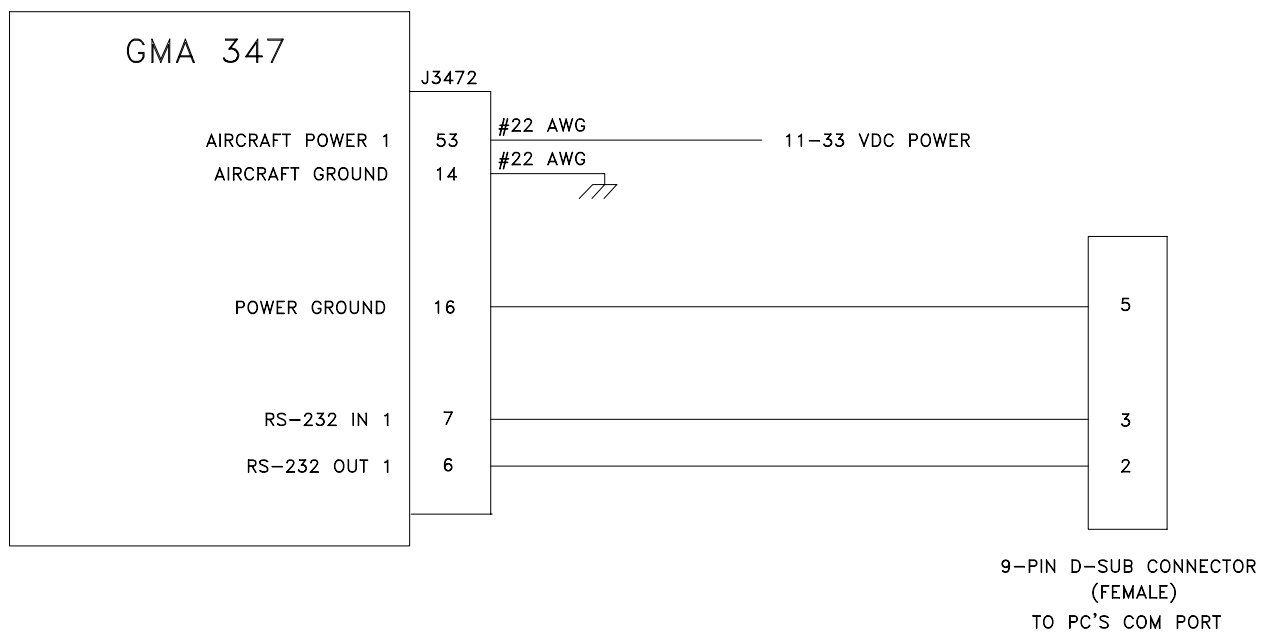 GMA 347
J3472
#22 AWG
AIRCRAFT POWER 1 53 11-33 VDC POWER
#22 AWG
AIRCRAFT GROUND 14
POWER GROUND 16 5
RS-232 IN 1 7 3
RS-232 OUT 1 6 2
9-PIN D-SUB CONNECTOR
(FEMALE)
TO PC'S COM PORT